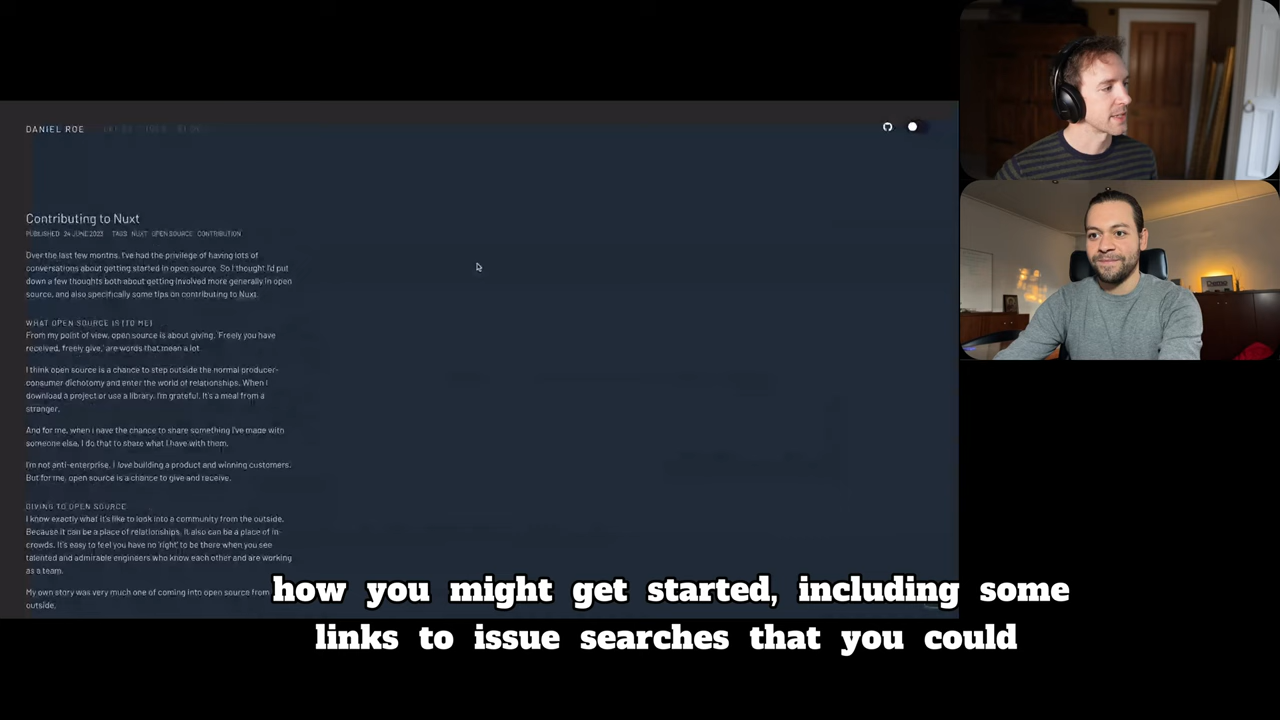 DANIEL ROE
Contributing to Nuxt
PUBLISHED 24 JUNE 2023 TAGS NUXT OPEN SOURCE CONTRIBUTION
Over the last few months, I've had the privilege of having lots of
conversations about getting started in open source. So I thought I'd put
down a few thoughts both about getting involved more generally in open
source, and also specifically some tips on contributing to Nuxt.
WHAT OPEN SOURCE IS (TO ME)
From my point of view, open source is about giving. 'Freely you have
received, freely give,' are words that mean a lot.
I think open source is a chance to step outside the normal producer-
consumer dichotomy and enter the world of relationships. When I
download a project or use a library, I'm grateful. It's a meal from a
stranger.
And for me, when I have the chance to share something I've made with
someone else, I do that to share what I have with them.
I'm not anti-enterprise. I love building a product and winning customers.
But for me, open source is a chance to give and receive.
GIVING TO OPEN SOURCE
I know exactly what it's like to look into a community from the outside.
Because it can be a place of relationships, it also can be a place of in-
crowds. It's easy to feel you have no 'right' to be there when you see
talented and admirable engineers who know each other and are working
as a team.
My own story was very much one of coming into open source from
outside.
how you might get started, including some
links to issue searches that you could